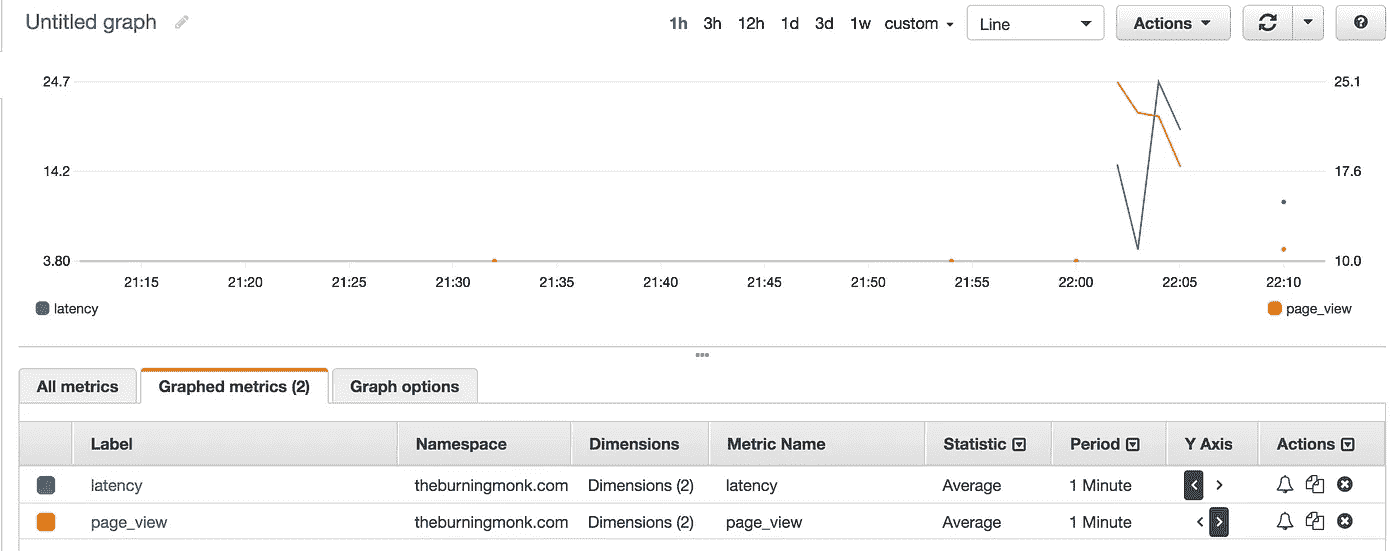 Untitled graph 1h 3h 12h 1d 3d 1w custom Line Actions
24.7 25.1
14.2 17.6
3.80 10.0
21:15 21:20 21:25 21:30 21:35 21:40 21:45 21:50 21:55 22:00 22:05 22:10
latency page_view
All metrics Graphed metrics (2) Graph options
Label Namespace Dimensions Metric Name Statistic Period Y Axis Actions
latency theburningmonk.com Dimensions (2) latency Average 1 Minute
page_view theburningmonk.com Dimensions (2) page_view Average 1 Minute